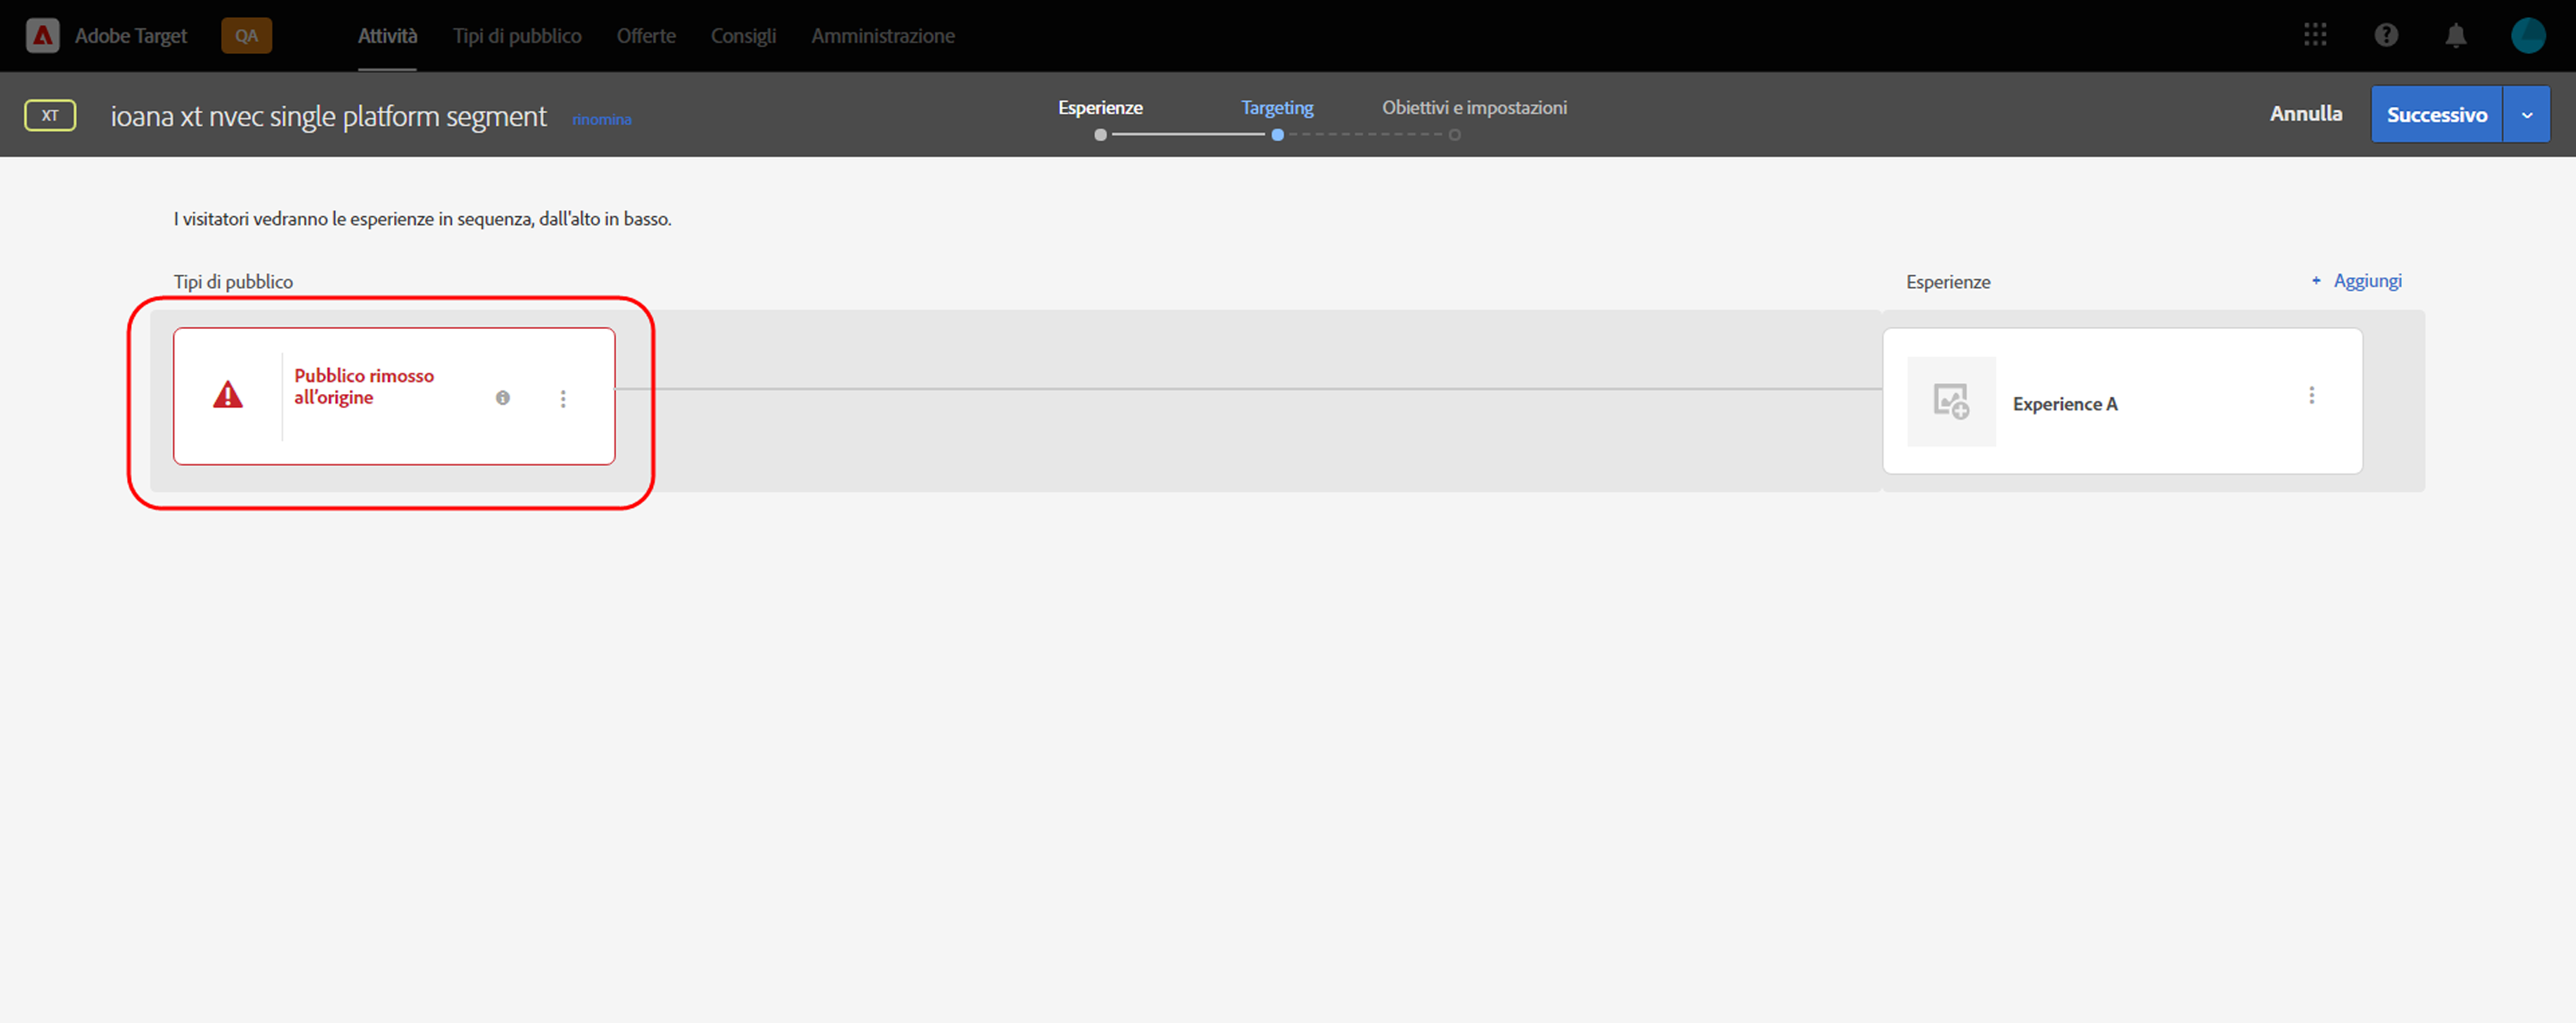 Adobe Target
QA
Attività
Tipi di pubblico
Offerte
Consigli
Amministrazione
XT
ioana xt nvec single platform segment
rinomina
Esperienze
Targeting
Obiettivi e impostazioni
Annulla
Successivo
I visitatori vedranno le esperienze in sequenza, dall'alto in basso.
Tipi di pubblico
Esperienze
+ Aggiungi
Pubblico rimosso
all'origine
Experience A